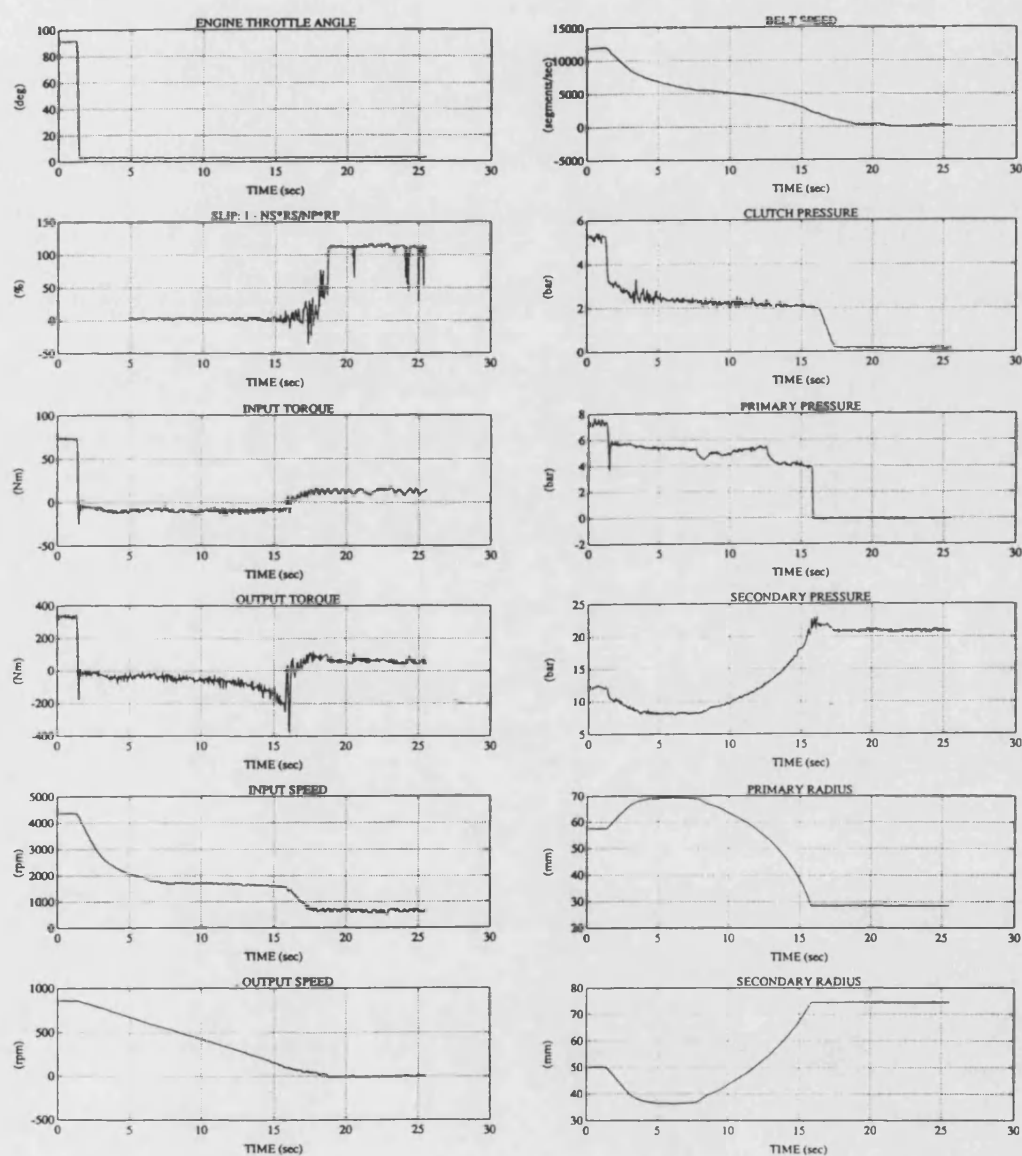 ENGINE THROTTLE ANGLE
100
80
60
40
20
0
(deg)
0 5 10 15 20 25 30
TIME (sec)
BELT SPEED
15000
10000
5000
0
-5000
(segments/sec)
0 5 10 15 20 25 30
TIME (sec)
SLIP: 1 - NS*RS/NP*RP
150
100
50
0
-50
(%)
0 5 10 15 20 25 30
TIME (sec)
CLUTCH PRESSURE
6
4
2
0
(bar)
0 5 10 15 20 25 30
TIME (sec)
INPUT TORQUE
100
50
0
-50
(Nm)
0 5 10 15 20 25 30
TIME (sec)
PRIMARY PRESSURE
8
6
4
2
0
-2
(bar)
0 5 10 15 20 25 30
TIME (sec)
OUTPUT TORQUE
400
200
0
-200
-400
(Nm)
0 5 10 15 20 25 30
TIME (sec)
SECONDARY PRESSURE
25
20
15
10
5
(bar)
0 5 10 15 20 25 30
TIME (sec)
INPUT SPEED
5000
4000
3000
2000
1000
0
(rpm)
0 5 10 15 20 25 30
TIME (sec)
PRIMARY RADIUS
70
60
50
40
30
20
(mm)
0 5 10 15 20 25 30
TIME (sec)
OUTPUT SPEED
1000
500
0
-500
(rpm)
0 5 10 15 20 25 30
TIME (sec)
SECONDARY RADIUS
80
70
60
50
40
30
(mm)
0 5 10 15 20 25 30
TIME (sec)